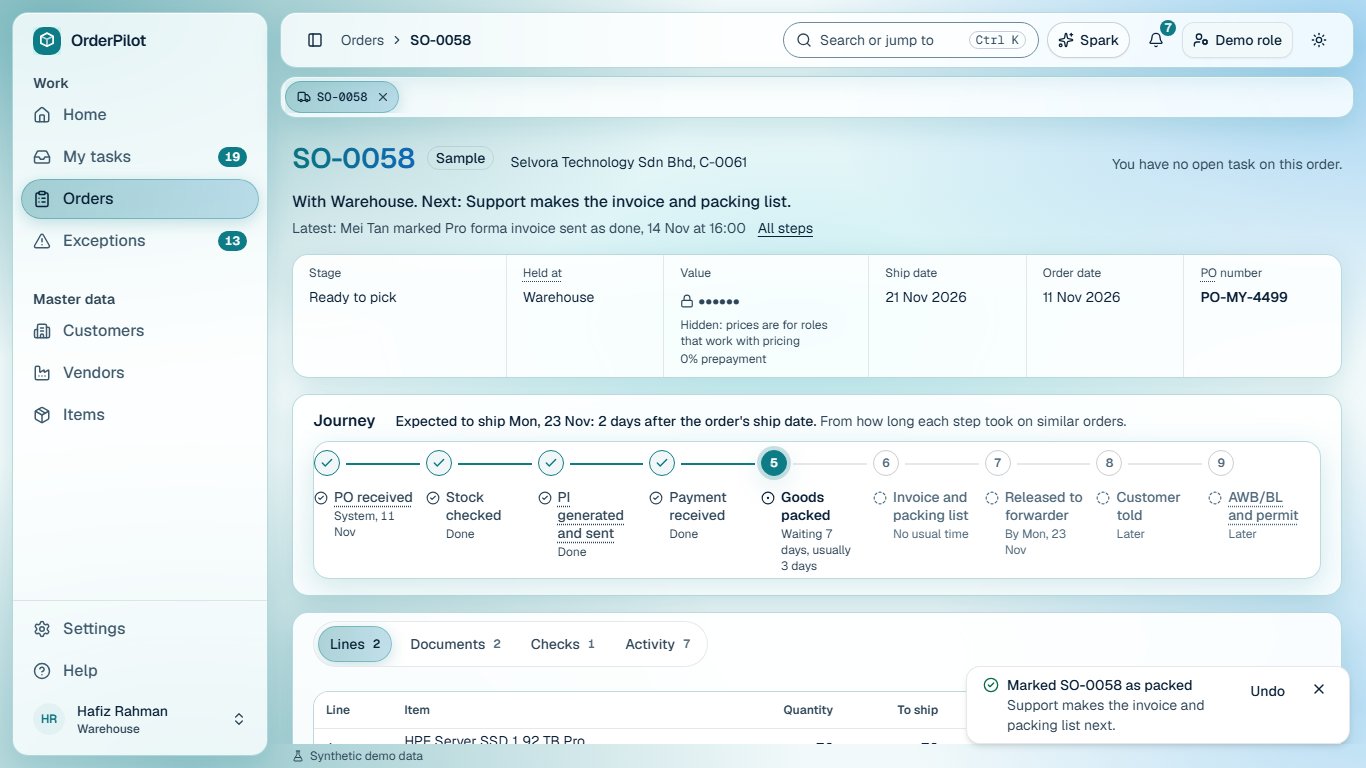 OrderPilot
Work
Home
My tasks 19
Orders
Exceptions 13
Master data
Customers
Vendors
Items
Settings
Help
HR Hafiz Rahman
Warehouse
Orders > SO-0058
Search or jump to Ctrl K
Spark
7
Demo role
SO-0058
SO-0058 Sample Selvora Technology Sdn Bhd, C-0061
You have no open task on this order.
With Warehouse. Next: Support makes the invoice and packing list.
Latest: Mei Tan marked Pro forma invoice sent as done, 14 Nov at 16:00 All steps
Stage
Ready to pick
Held at
Warehouse
Value
••••••
Hidden: prices are for roles
that work with pricing
0% prepayment
Ship date
21 Nov 2026
Order date
11 Nov 2026
PO number
PO-MY-4499
Journey Expected to ship Mon, 23 Nov: 2 days after the order's ship date. From how long each step took on similar orders.
PO received
System, 11
Nov
Stock
checked
Done
PI
generated
and sent
Done
Payment
received
Done
5
Goods
packed
Waiting 7
days, usually
3 days
6
Invoice and
packing list
No usual time
7
Released to
forwarder
By Mon, 23
Nov
8
Customer
told
Later
9
AWB/BL
and permit
Later
Lines 2 Documents 2 Checks 1 Activity 7
Line Item Quantity To ship
HPE Server SSD 1.92 TB Pro
Marked SO-0058 as packed
Support makes the invoice and
packing list next.
Undo
Synthetic demo data